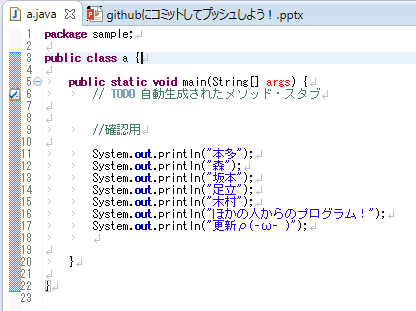 a.java githubにコミットしてプッシュしよう！.pptx
1 package sample;
2
3 public class a {
4
5 public static void main(String[] args) {
6 // TODO 自動生成されたメソッド・スタブ
7
8
9 //確認用
10
11 System.out.println("本多");
12 System.out.println("森");
13 System.out.println("坂本");
14 System.out.println("足立");
15 System.out.println("木村");
16 System.out.println("ほかの人からのプログラム！");
17 System.out.println("更新ρ(-ω- )");
18
19
20 }
21
22 }
23